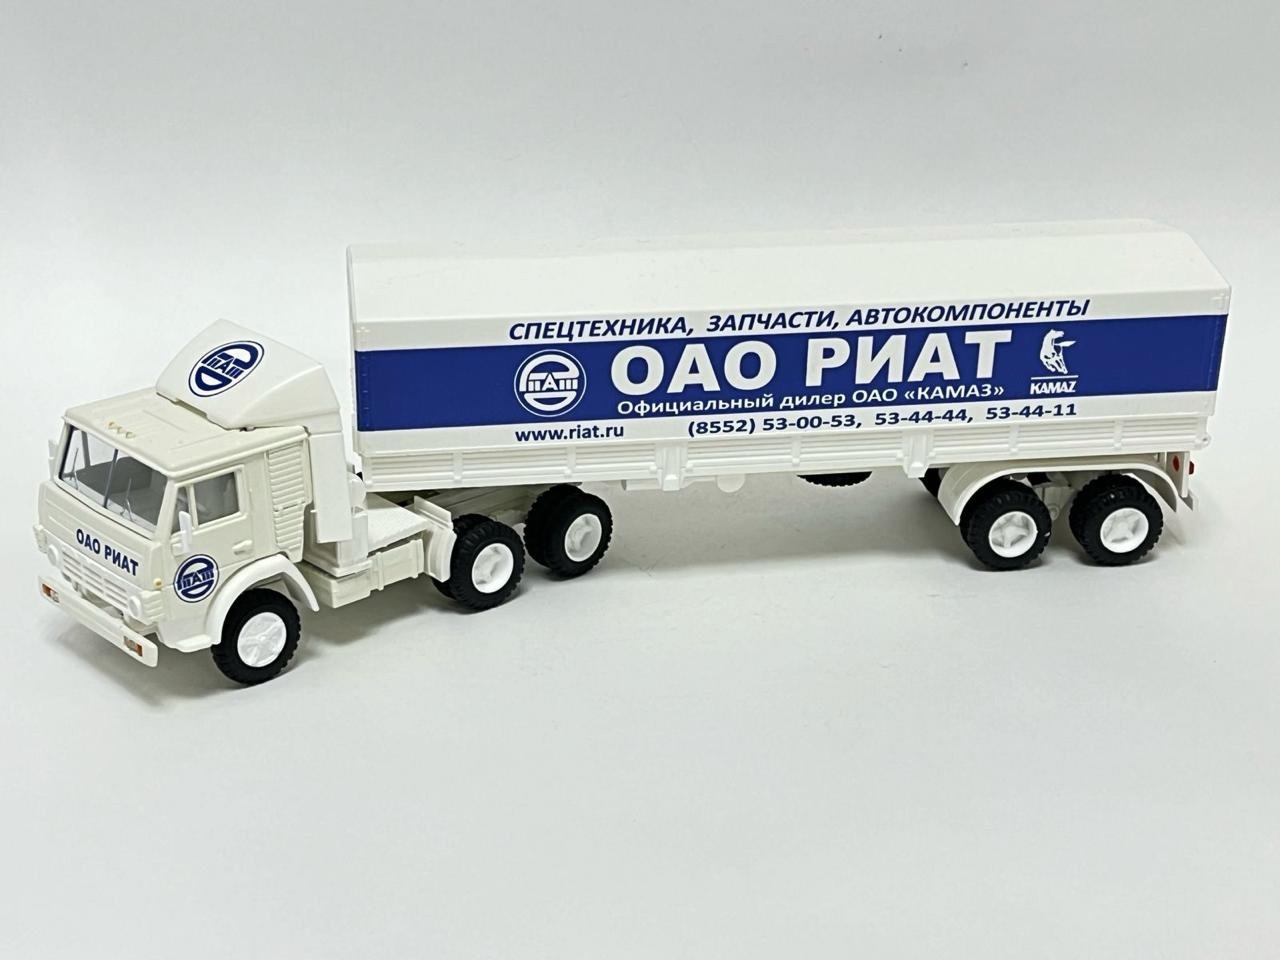 СПЕЦТЕХНИКА, ЗАПЧАСТИ, АВТОКОМПОНЕНТЫ
ОАО РИАТ
Официальный дилер ОАО «КАМАЗ»
KAMAZ
www.riat.ru (8552) 53-00-53, 53-44-44, 53-44-11
ОАО РИАТ